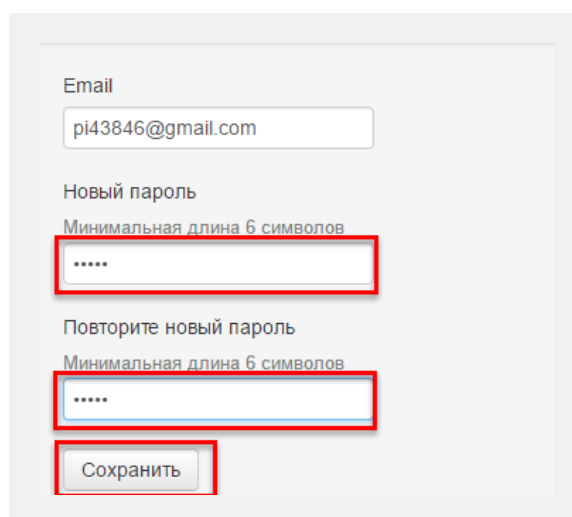 Email
pi43846@gmail.com
Новый пароль
Минимальная длина 6 символов
•••••
Повторите новый пароль
Минимальная длина 6 символов
•••••
Сохранить